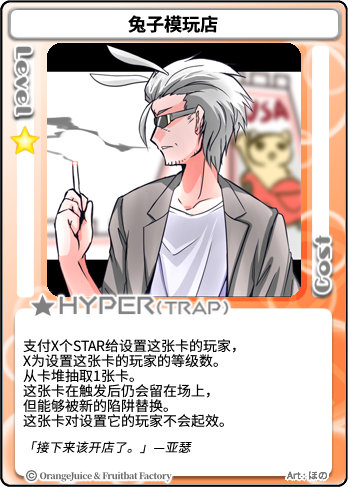 兔子模玩店
Level
USA
Cost
HYPER(TRAP)
支付X个STAR给设置这张卡的玩家，
X为设置这张卡的玩家的等级数。
从卡堆抽取1张卡。
这张卡在触发后仍会留在场上，
但能够被新的陷阱替换。
这张卡对设置它的玩家不会起效。
「接下来该开店了。」—亚瑟
© OrangeJuice & Fruitbat Factory
Art : ほの